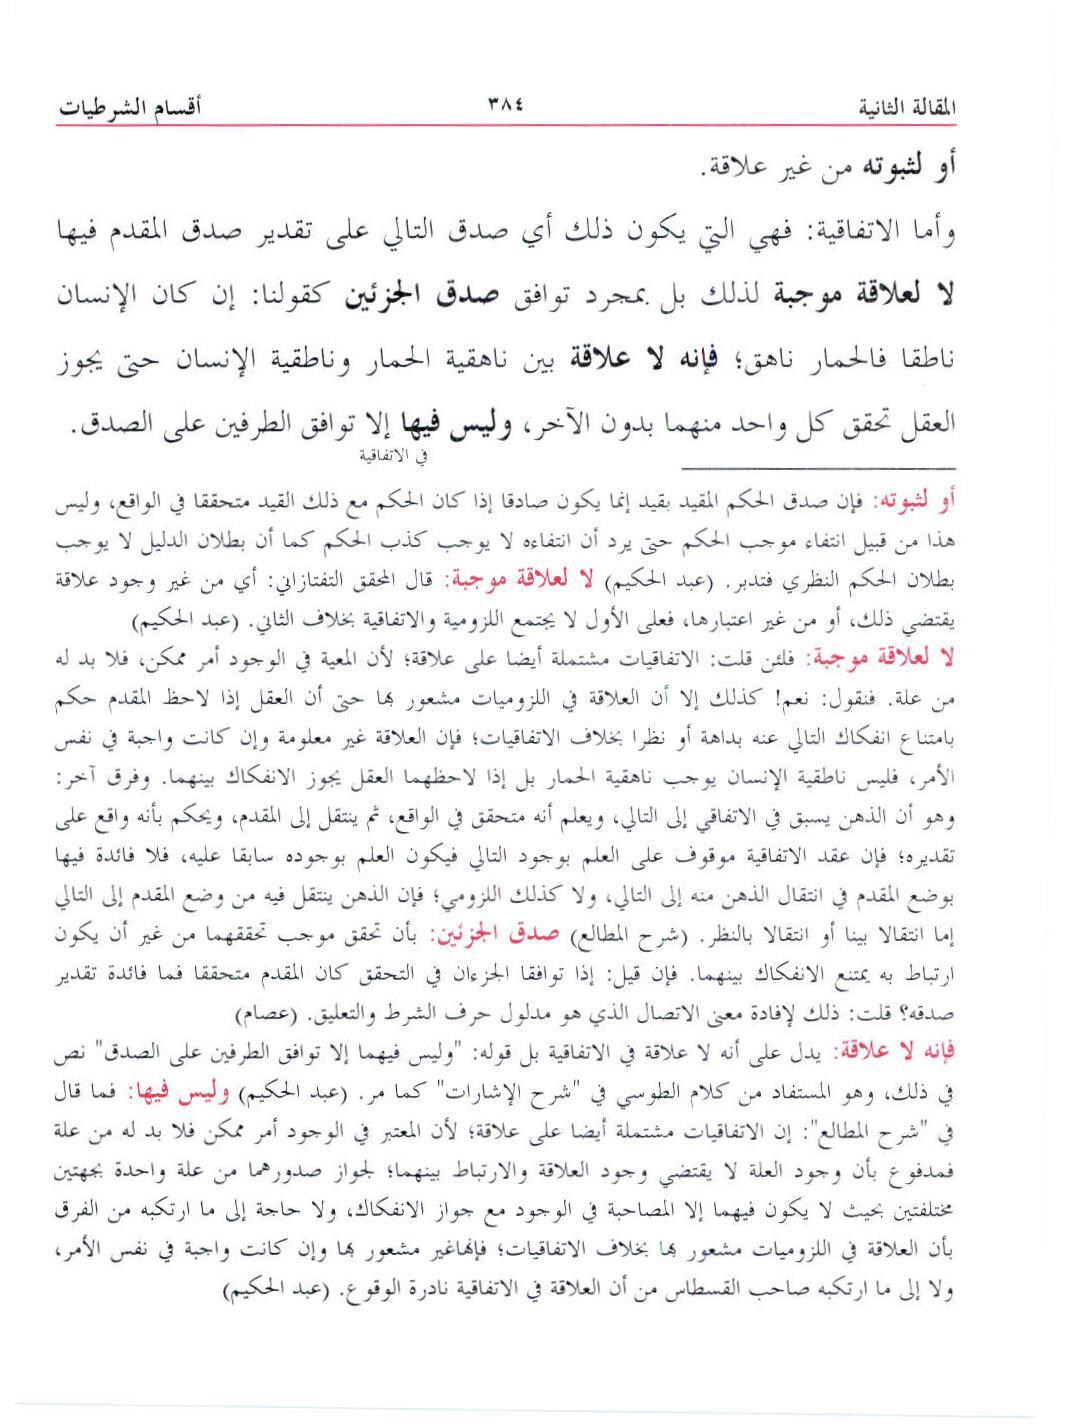 المقالة الثانية ٣٨٤ أقسام الشرطيات
أو لثبوته من غير علاقة.
وأما الاتفاقية: فهي التي يكون ذلك أي صدق التالي على تقدير صدق المقدم فيها
لا لعلاقة موجبة لذلك بل بمجرد توافق صدق الجزئين كقولنا: إن كان الإنسان
ناطقا فالحمار ناهق؛ فإنه لا علاقة بين ناهقية الحمار وناطقية الإنسان حتى يجوز
العقل تحقق كل واحد منهما بدون الآخر، وليس فيها إلا توافق الطرفين على الصدق.
في الاتفاقية
أو لثبوته: فإن صدق الحكم المقيد بقيد إنما يكون صادقا إذا كان الحكم مع ذلك القيد متحققا في الواقع، وليس
هذا من قبيل انتفاء موجب الحكم حتى يرد أن انتفاءه لا يوجب كذب الحكم كما أن بطلان الدليل لا يوجب
بطلان الحكم النظري فتدبر. (عبد الحكيم) لا لعلاقة موجبة: قال المحقق التفتازاني: أي من غير وجود علاقة
يقتضي ذلك، أو من غير اعتبارها، فعلى الأول لا يجتمع اللزومية والاتفاقية بخلاف الثاني. (عبد الحكيم)
لا لعلاقة موجبة: فلئن قلت: الاتفاقيات مشتملة أيضا على علاقة؛ لأن المعية في الوجود أمر ممكن، فلا بد له
من علة. فنقول: نعم! كذلك إلا أن العلاقة في اللزوميات مشعور بها حتى أن العقل إذا لاحظ المقدم حكم
بامتناع انفكاك التالي عنه بداهة أو نظرا بخلاف الاتفاقيات؛ فإن العلاقة غير معلومة وإن كانت واجبة في نفس
الأمر، فليس ناطقية الإنسان يوجب ناهقية الحمار بل إذا لاحظهما العقل يجوز الانفكاك بينهما. وفرق آخر:
وهو أن الذهن يسبق في الاتفاقي إلى التالي، ويعلم أنه متحقق في الواقع، ثم ينتقل إلى المقدم، ويحكم بأنه واقع على
تقديره؛ فإن عقد الاتفاقية موقوف على العلم بوجود التالي فيكون العلم بوجوده سابقا عليه، فلا فائدة فيها
بوضع المقدم في انتقال الذهن منه إلى التالي، ولا كذلك اللزومي؛ فإن الذهن ينتقل فيه من وضع المقدم إلى التالي
إما انتقالا بينا أو انتقالا بالنظر. (شرح المطالع) صدق الجزئين: بأن تحقق موجب تحققهما من غير أن يكون
ارتباط به يمتنع الانفكاك بينهما. فإن قيل: إذا توافقا الجزءان في التحقق كان المقدم متحققا فما فائدة تقدير
صدقه؟ قلت: ذلك لإفادة معنى الاتصال الذي هو مدلول حرف الشرط والتعليق. (عصام)
فإنه لا علاقة: يدل على أنه لا علاقة في الاتفاقية بل قوله: "وليس فيهما إلا توافق الطرفين على الصدق" نص
في ذلك، وهو المستفاد من كلام الطوسي في "شرح الإشارات" كما مر. (عبد الحكيم) وليس فيها: فما قال
في "شرح المطالع": إن الاتفاقيات مشتملة أيضا على علاقة؛ لأن المعتبر في الوجود أمر ممكن فلا بد له من علة
فمدفوع بأن وجود العلة لا يقتضي وجود العلاقة والارتباط بينهما؛ لجواز صدورهما من علة واحدة بجهتين
مختلفتين بحيث لا يكون فيهما إلا المصاحبة في الوجود مع جواز الانفكاك، ولا حاجة إلى ما ارتكبه من الفرق
بأن العلاقة في اللزوميات مشعور بها بخلاف الاتفاقيات؛ فإنهاغير مشعور بها وإن كانت واجبة في نفس الأمر،
ولا إلى ما ارتكبه صاحب القسطاس من أن العلاقة في الاتفاقية نادرة الوقوع. (عبد الحكيم)